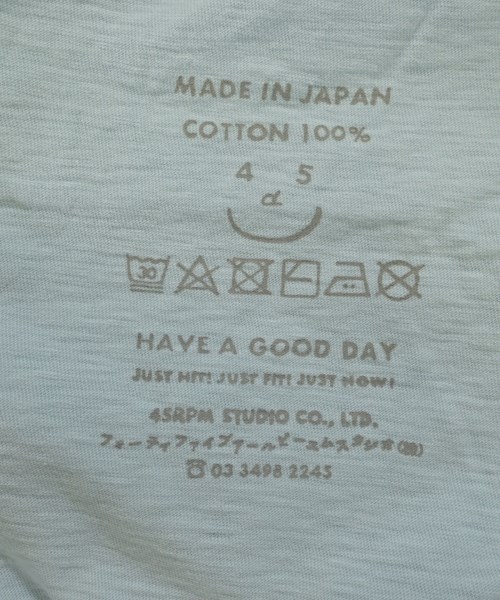 MADE IN JAPAN
COTTON 100%
4 5
d
30
HAVE A GOOD DAY
JUST HIT! JUST FIT! JUST NOW!
45RPM STUDIO CO., LTD.
フォーティファイブアールピーエムスタジオ(株)
☎ 03 3498 2245